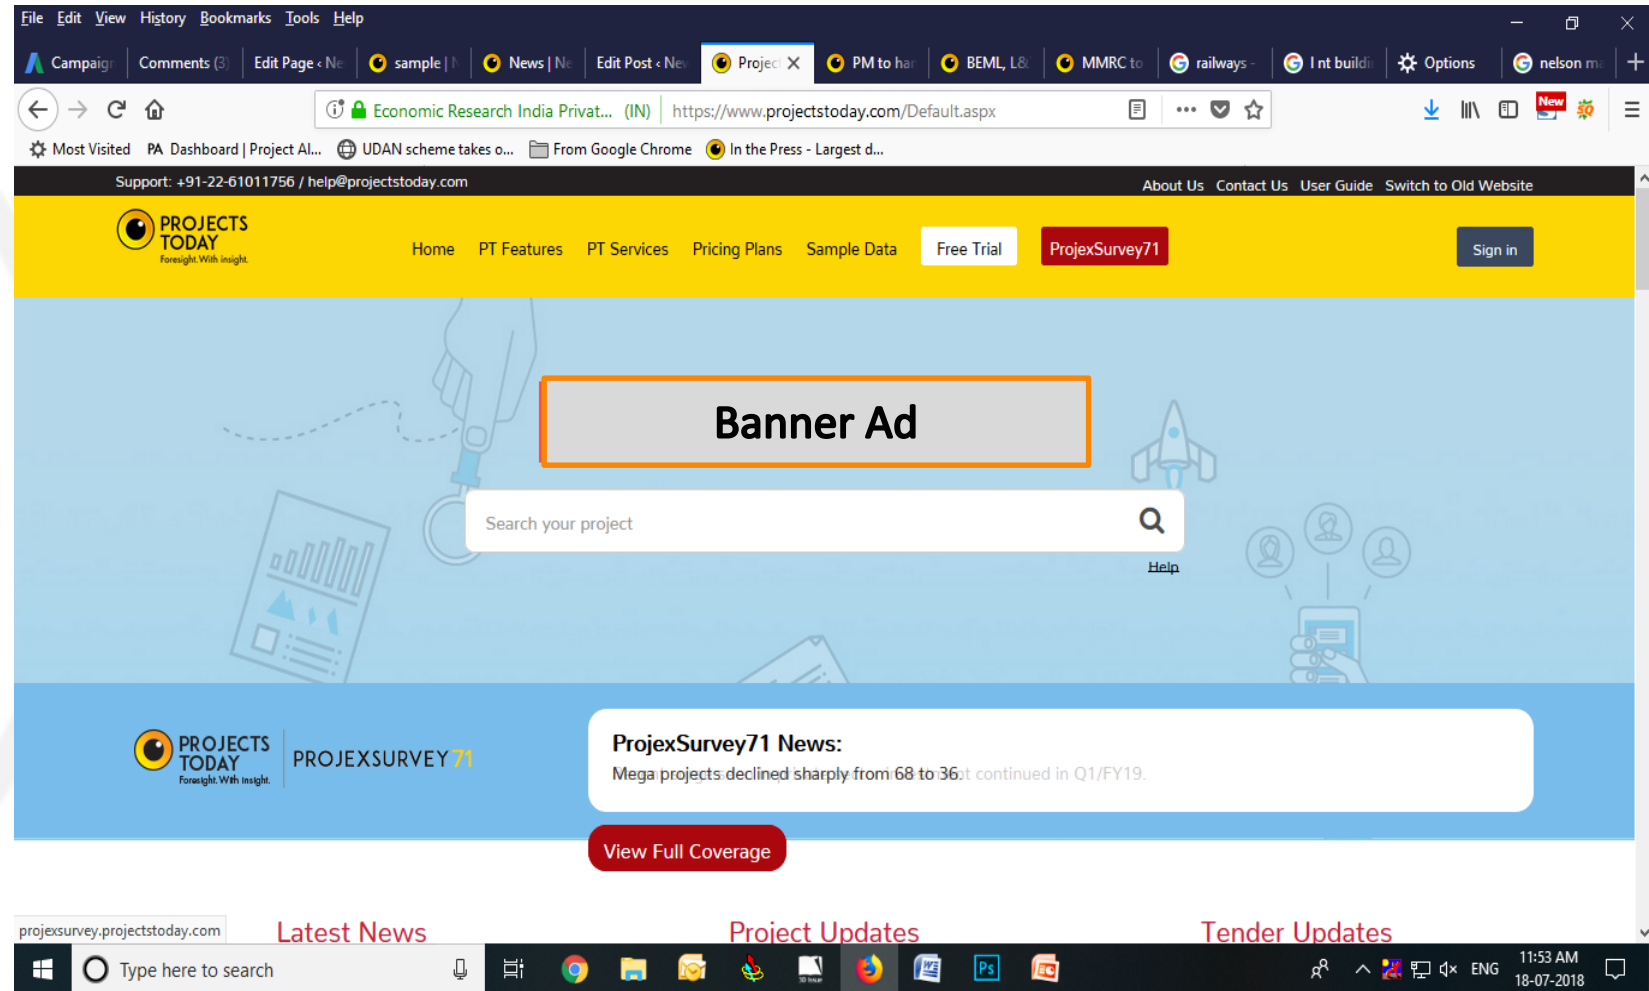 File Edit View History Bookmarks Tools Help
Campaign Comments (3) Edit Page ‹ Ne sample | N News | Ne Edit Post ‹ New Project PM to han BEML, L& MMRC to railways - I nt buildi Options nelson ma
Economic Research India Privat... (IN) https://www.projectstoday.com/Default.aspx New
Most Visited PA Dashboard | Project Al... UDAN scheme takes o... From Google Chrome In the Press - Largest d...
Support: +91-22-61011756 / help@projectstoday.com About Us Contact Us User Guide Switch to Old Website
PROJECTS
TODAY
Foresight. With insight.
Home PT Features PT Services Pricing Plans Sample Data Free Trial ProjexSurvey71 Sign in
Banner Ad
Search your project
Help
PROJECTS
TODAY
Foresight. With insight.
PROJEXSURVEY71
ProjexSurvey71 News:
Mega projects declined sharply from 68 to 36. continued in Q1/FY19.
View Full Coverage
projexsurvey.projectstoday.com
Latest News Project Updates Tender Updates
Type here to search Ps ENG 11:53 AM
18-07-2018